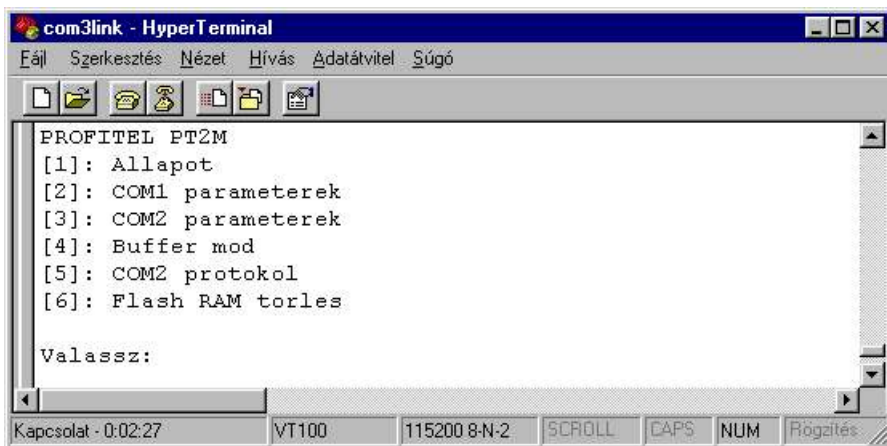 com3link - HyperTerminal
Fájl Szerkesztés Nézet Hívás Adatátvitel Súgó
PROFITEL PT2M
[1]: Allapot
[2]: COM1 parameterek
[3]: COM2 parameterek
[4]: Buffer mod
[5]: COM2 protokol
[6]: Flash RAM torles
Valassz:
Kapcsolat - 0:02:27 VT100 115200 8-N-2 SCROLL CAPS NUM Rögzítés